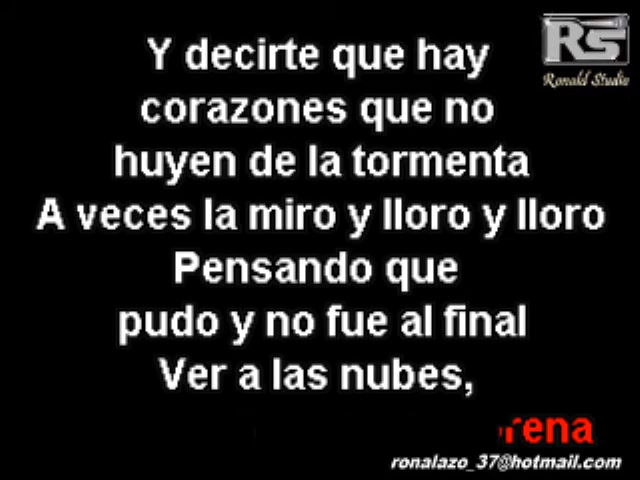 RS
Ronald Studio
Y decirte que hay
corazones que no
huyen de la tormenta
A veces la miro y lloro y lloro
Pensando que
pudo y no fue al final
Ver a las nubes,
rena
ronalazo_37@hotmail.com